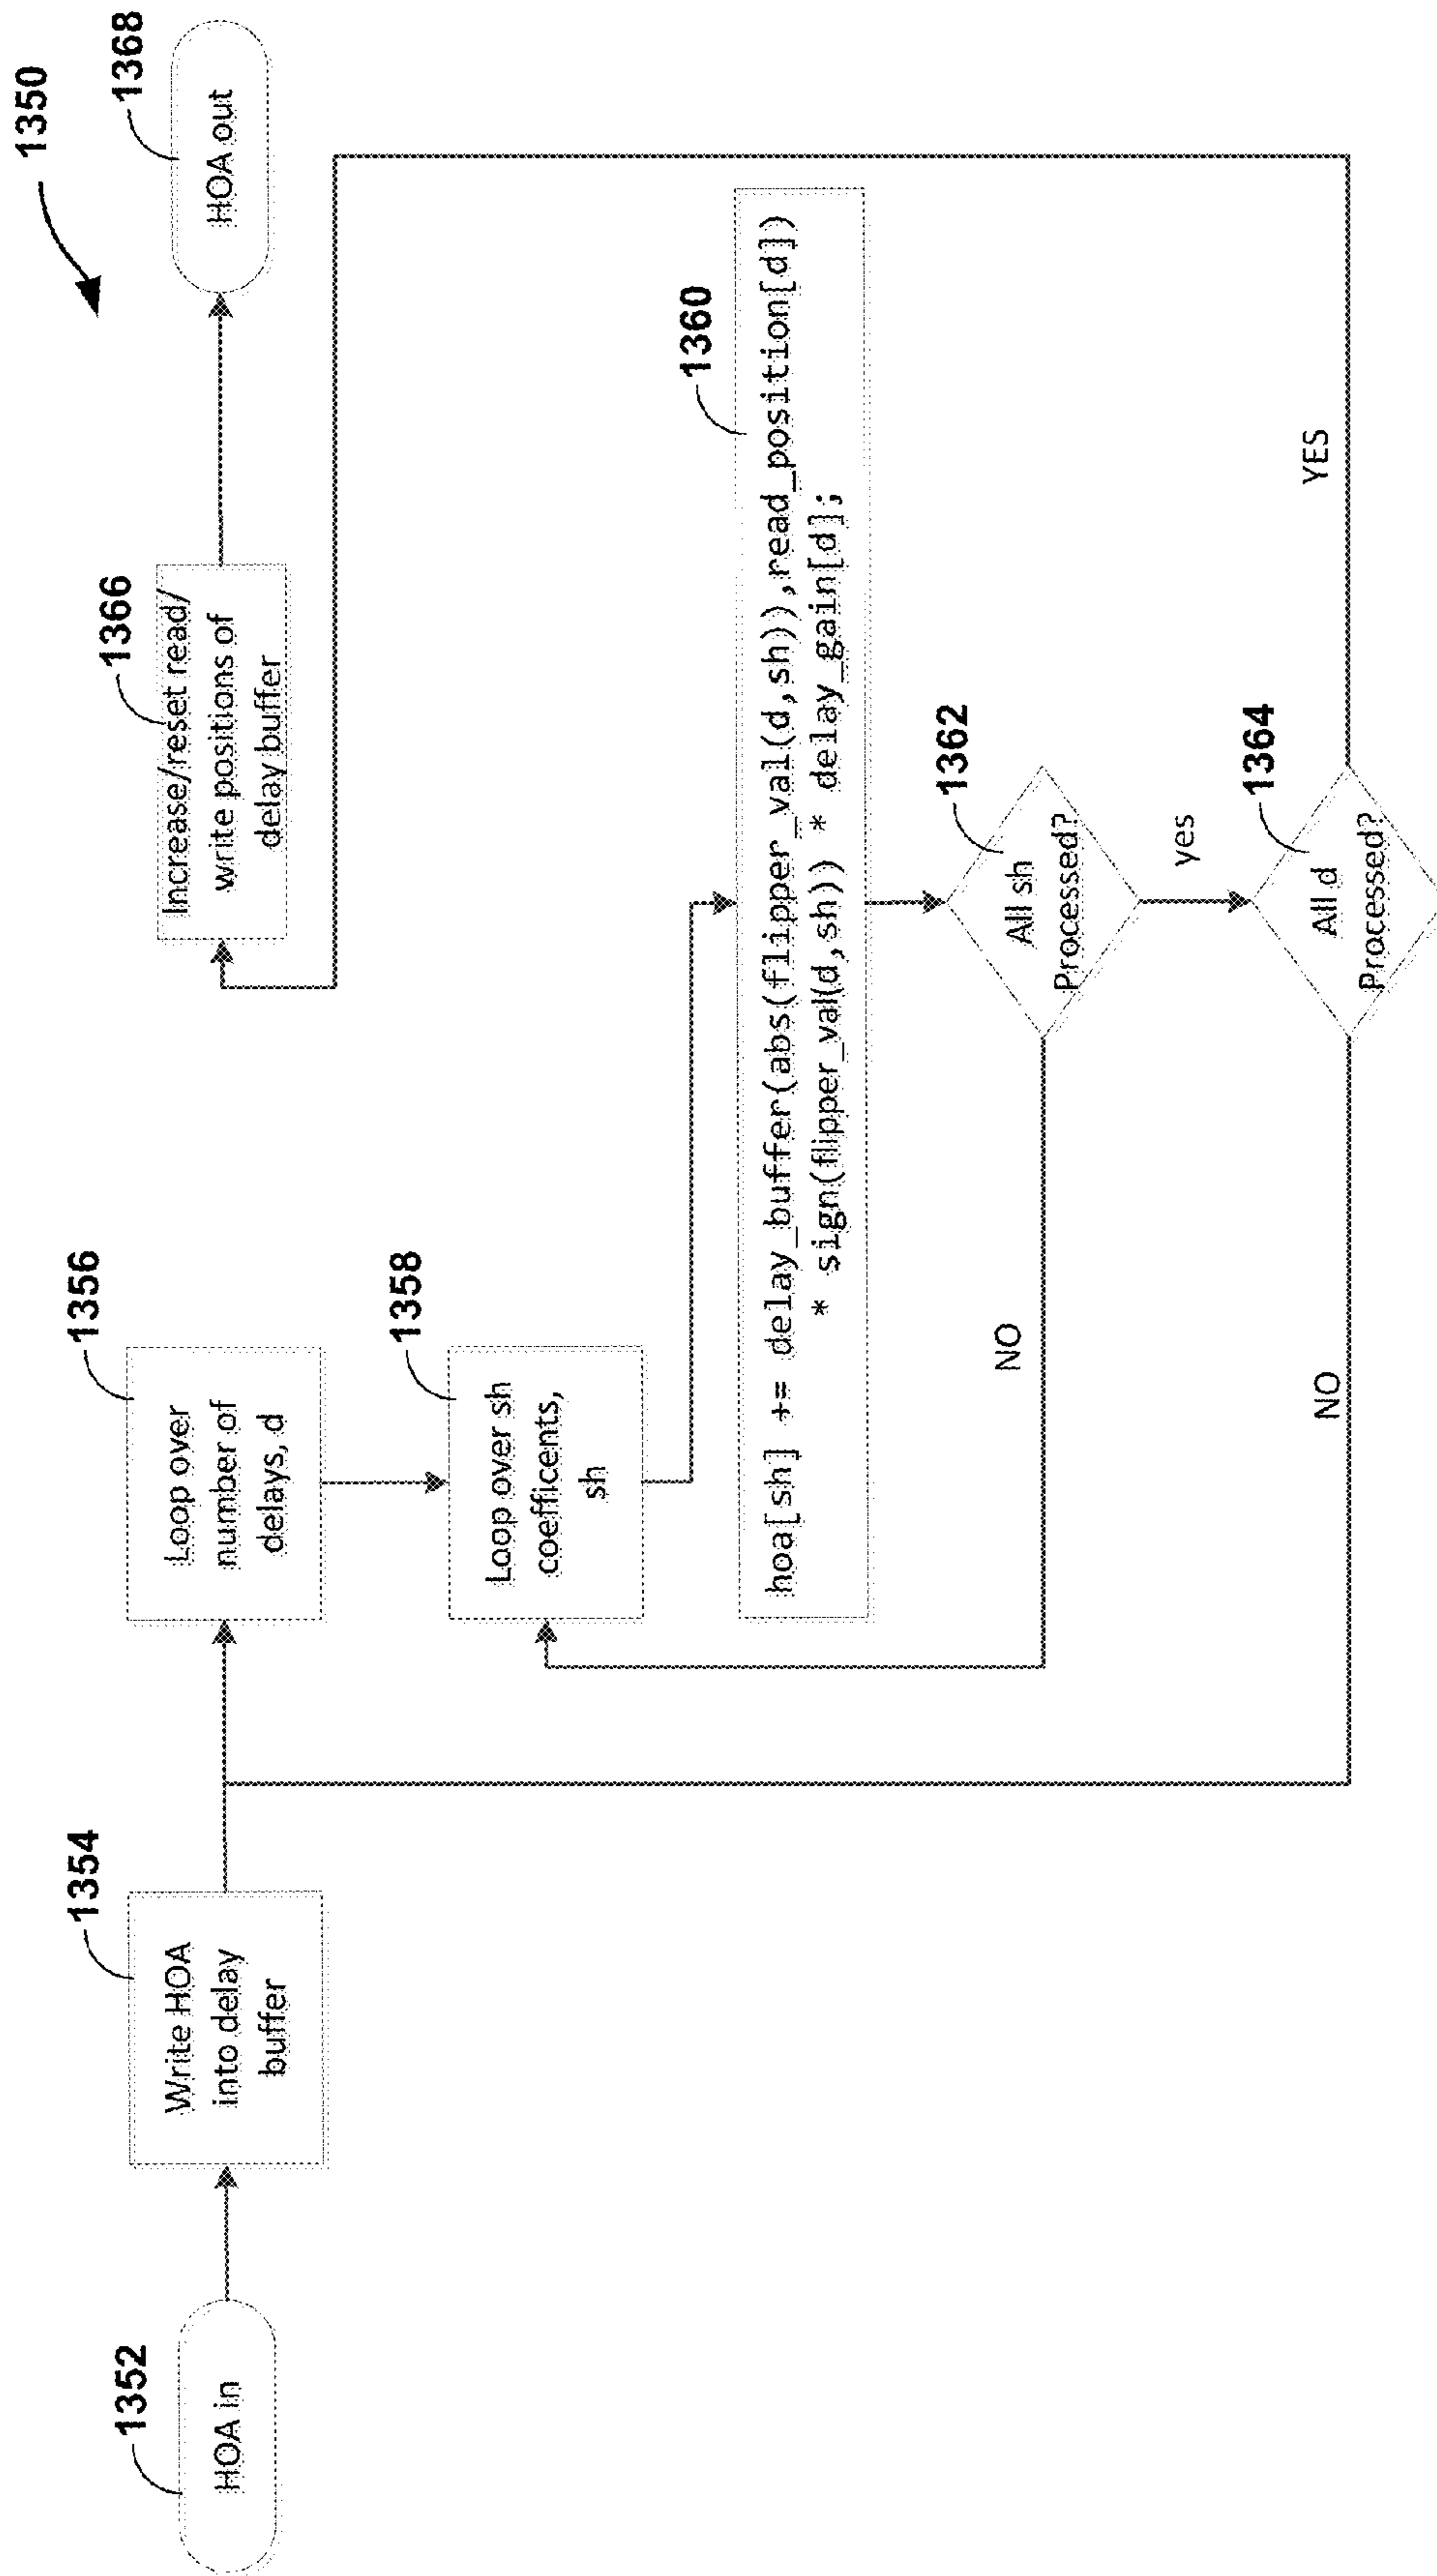 1350
1352
HOA in
1354
Write HOA
into delay
buffer
1356
Loop over
number of
delays, d
1358
Loop over sh
coefficents,
sh
1360
hoa[sh] += delay_buffer(abs(flipper_val(d,sh)),read_position[d])
* sign(flipper_val(d,sh)) * delay_gain[d];
1362
All sh
Processed?
NO
yes
1364
All d
Processed?
NO
YES
1366
Increase/reset read/
write positions of
delay buffer
1368
HOA out